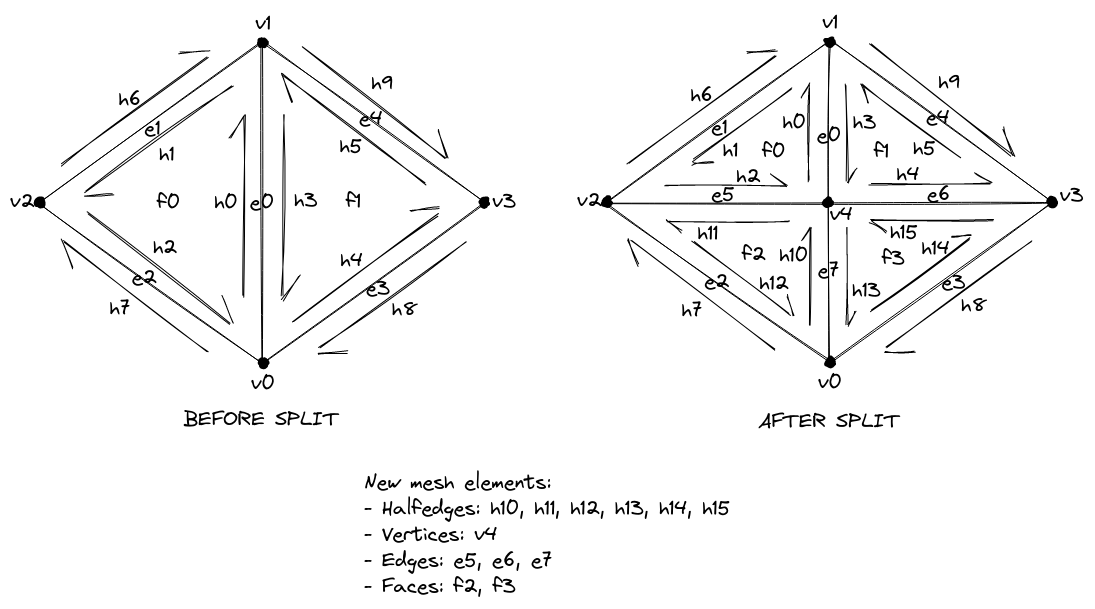 v1
h6
h9
e1
e4
h1
h5
v2
f0
h0
e0
h3
f1
v3
h2
h4
e2
e3
h7
h8
v0
BEFORE SPLIT
v1
h6
h9
e1
h0
e0
h3
e4
h1
f0
f1
h5
h2
h4
v2
e5
e6
v3
v4
h11
h15
f2
h10
f3
h14
e2
h12
e7
h13
e3
h7
h8
v0
AFTER SPLIT
New mesh elements:
- Halfedges: h10, h11, h12, h13, h14, h15
- Vertices: v4
- Edges: e5, e6, e7
- Faces: f2, f3